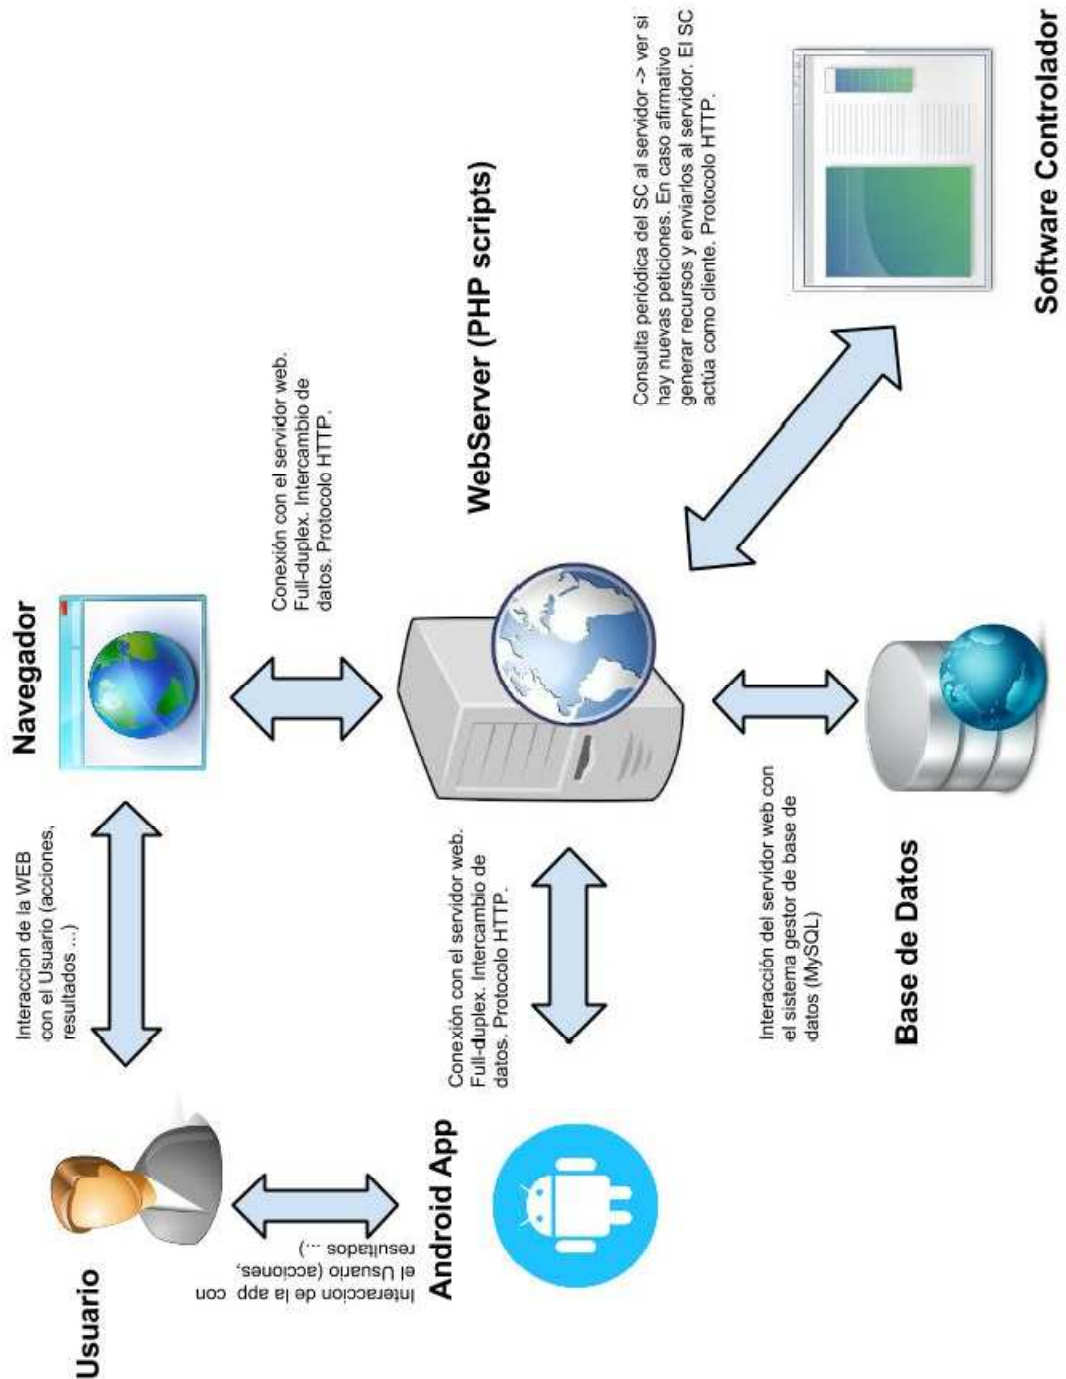 Usuario
Interaccion de la WEB
con el Usuario (acciones,
resultados ...)
Navegador
Interaccion de la app con
el Usuario (acciones,
resultados ...)
Android App
Conexión con el servidor web.
Full-duplex. Intercambio de
datos. Protocolo HTTP.
Conexión con el servidor web.
Full-duplex. Intercambio de
datos. Protocolo HTTP.
WebServer (PHP scripts)
Interacción del servidor web con
el sistema gestor de base de
datos (MySQL)
Base de Datos
Consulta periódica del SC al servidor -> ver si
hay nuevas peticiones. En caso afirmativo
generar recursos y enviarlos al servidor. El SC
actúa como cliente. Protocolo HTTP.
Software Controlador